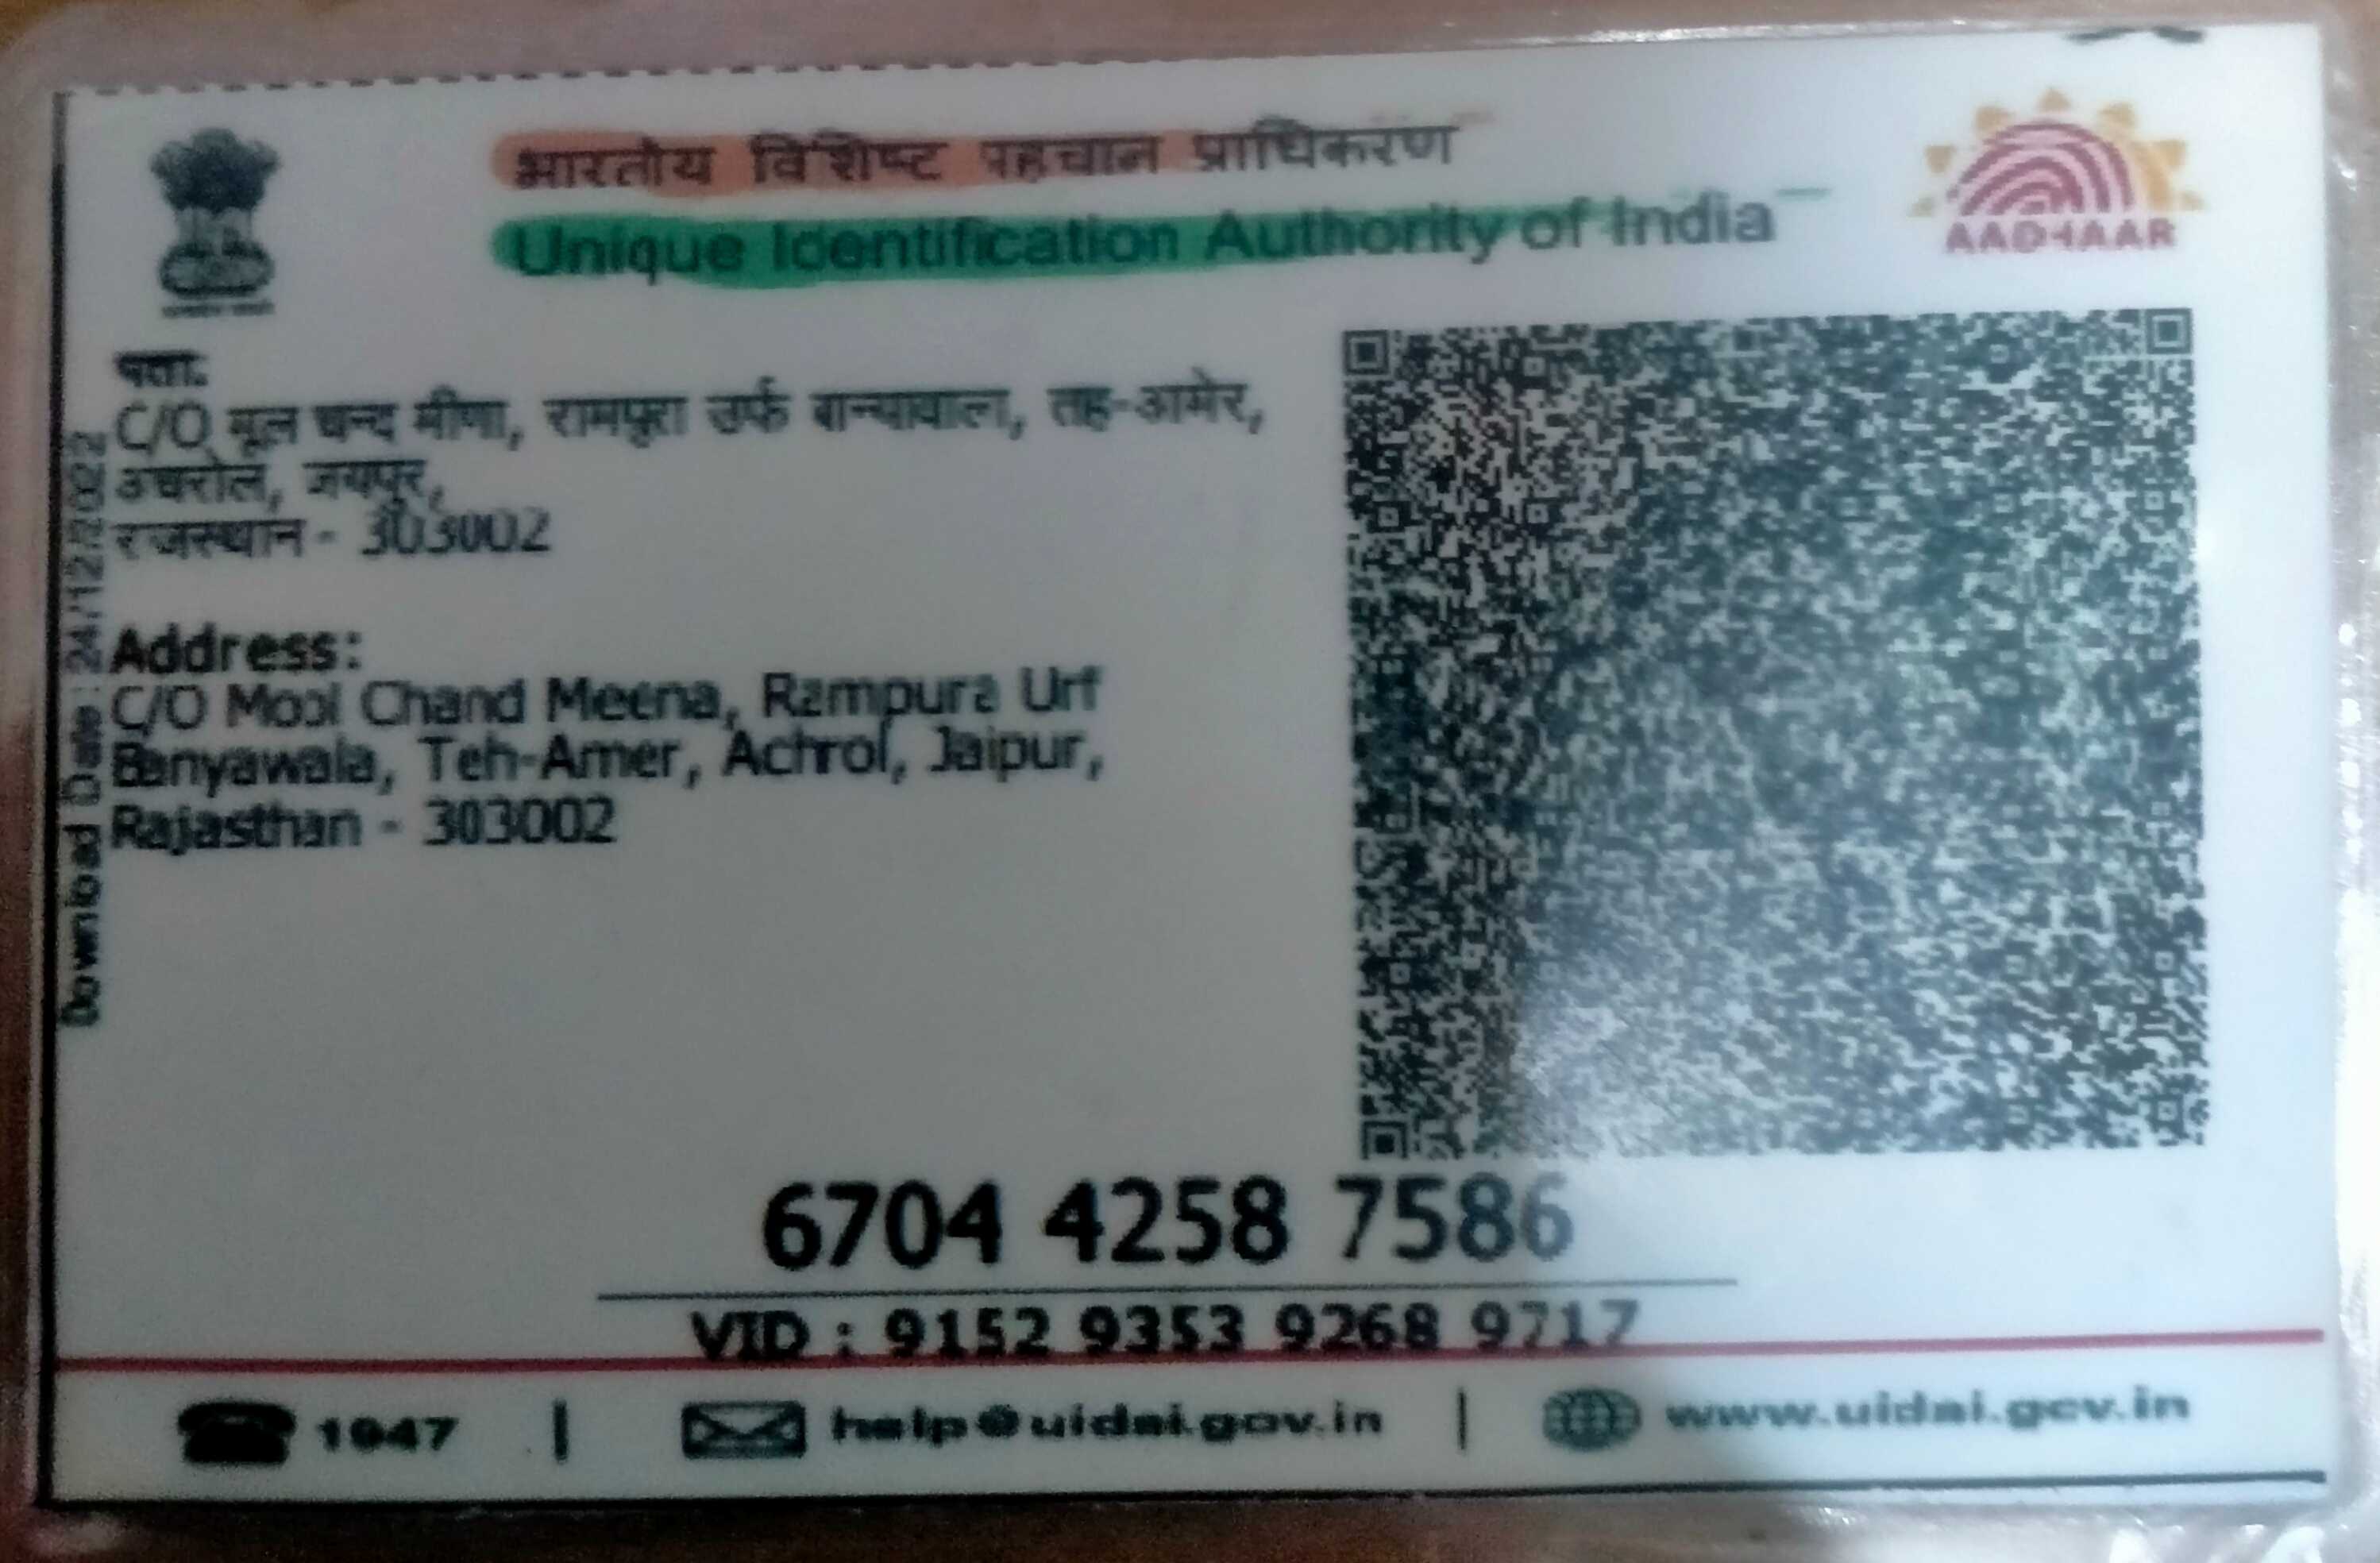 भारतीय विशिष्ट पहचान प्राधिकरण
Unique Identification Authority of India
AADHAAR
पता:
C/O मूल चन्द मीणा, रामपुरा उर्फ बान्यावाला, तह-आमेर,
अचरोल, जयपुर,
राजस्थान - 303002
Address:
C/O Mool Chand Meena, Rampura Urf
Banyawala, Teh-Amer, Achrol, Jaipur,
Rajasthan - 303002
Download Date: 24/12/2022
6704 4258 7586
VID : 9152 9353 9268 9717
1947 | help@uidai.gov.in | www.uidai.gov.in